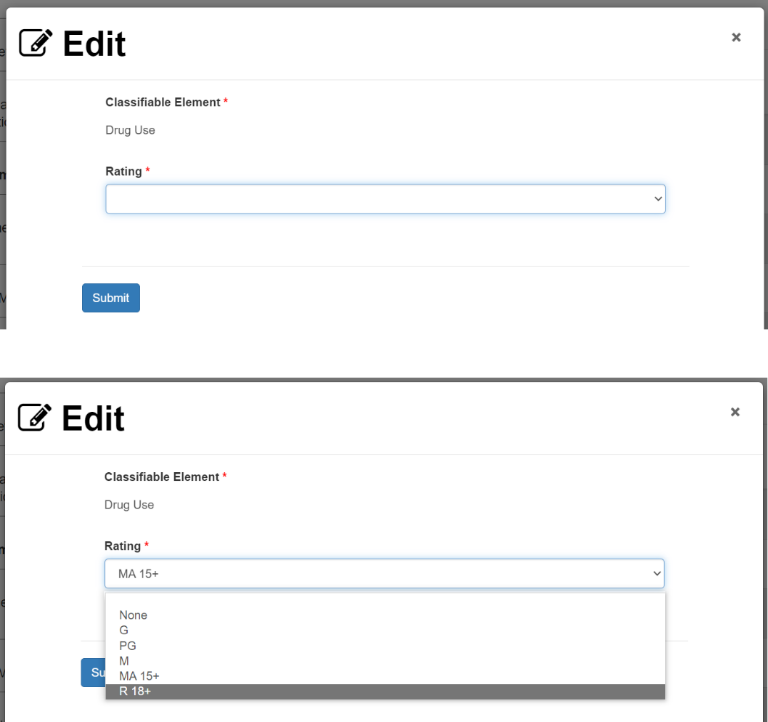 Edit
×
Classifiable Element *
Drug Use
Rating *
Submit
Edit
×
Classifiable Element *
Drug Use
Rating *
MA 15+
None
G
PG
M
MA 15+
Su
R 18+